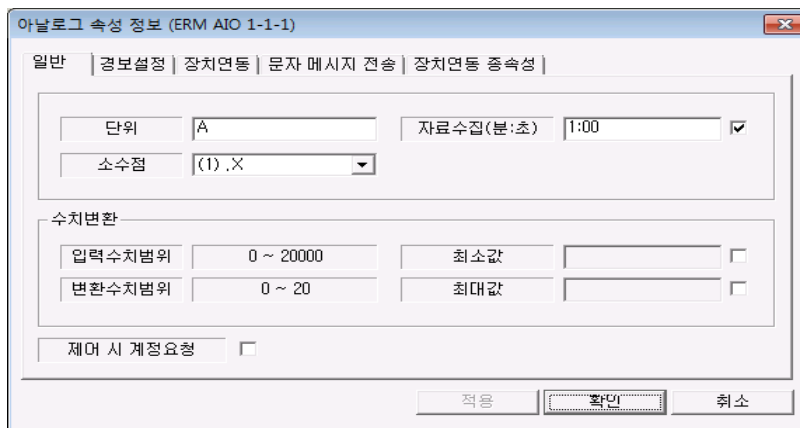 아날로그 속성 정보 (ERM AIO 1-1-1)
일반 경보설정 장치연동 문자 메시지 전송 장치연동 종속성
단위 A 자료수집(분:초) 1:00
소수점 (1) ,X
수치변환
입력수치범위 0 ~ 20000 최소값
변환수치범위 0 ~ 20 최대값
제어 시 계정요청
적용 확인 취소